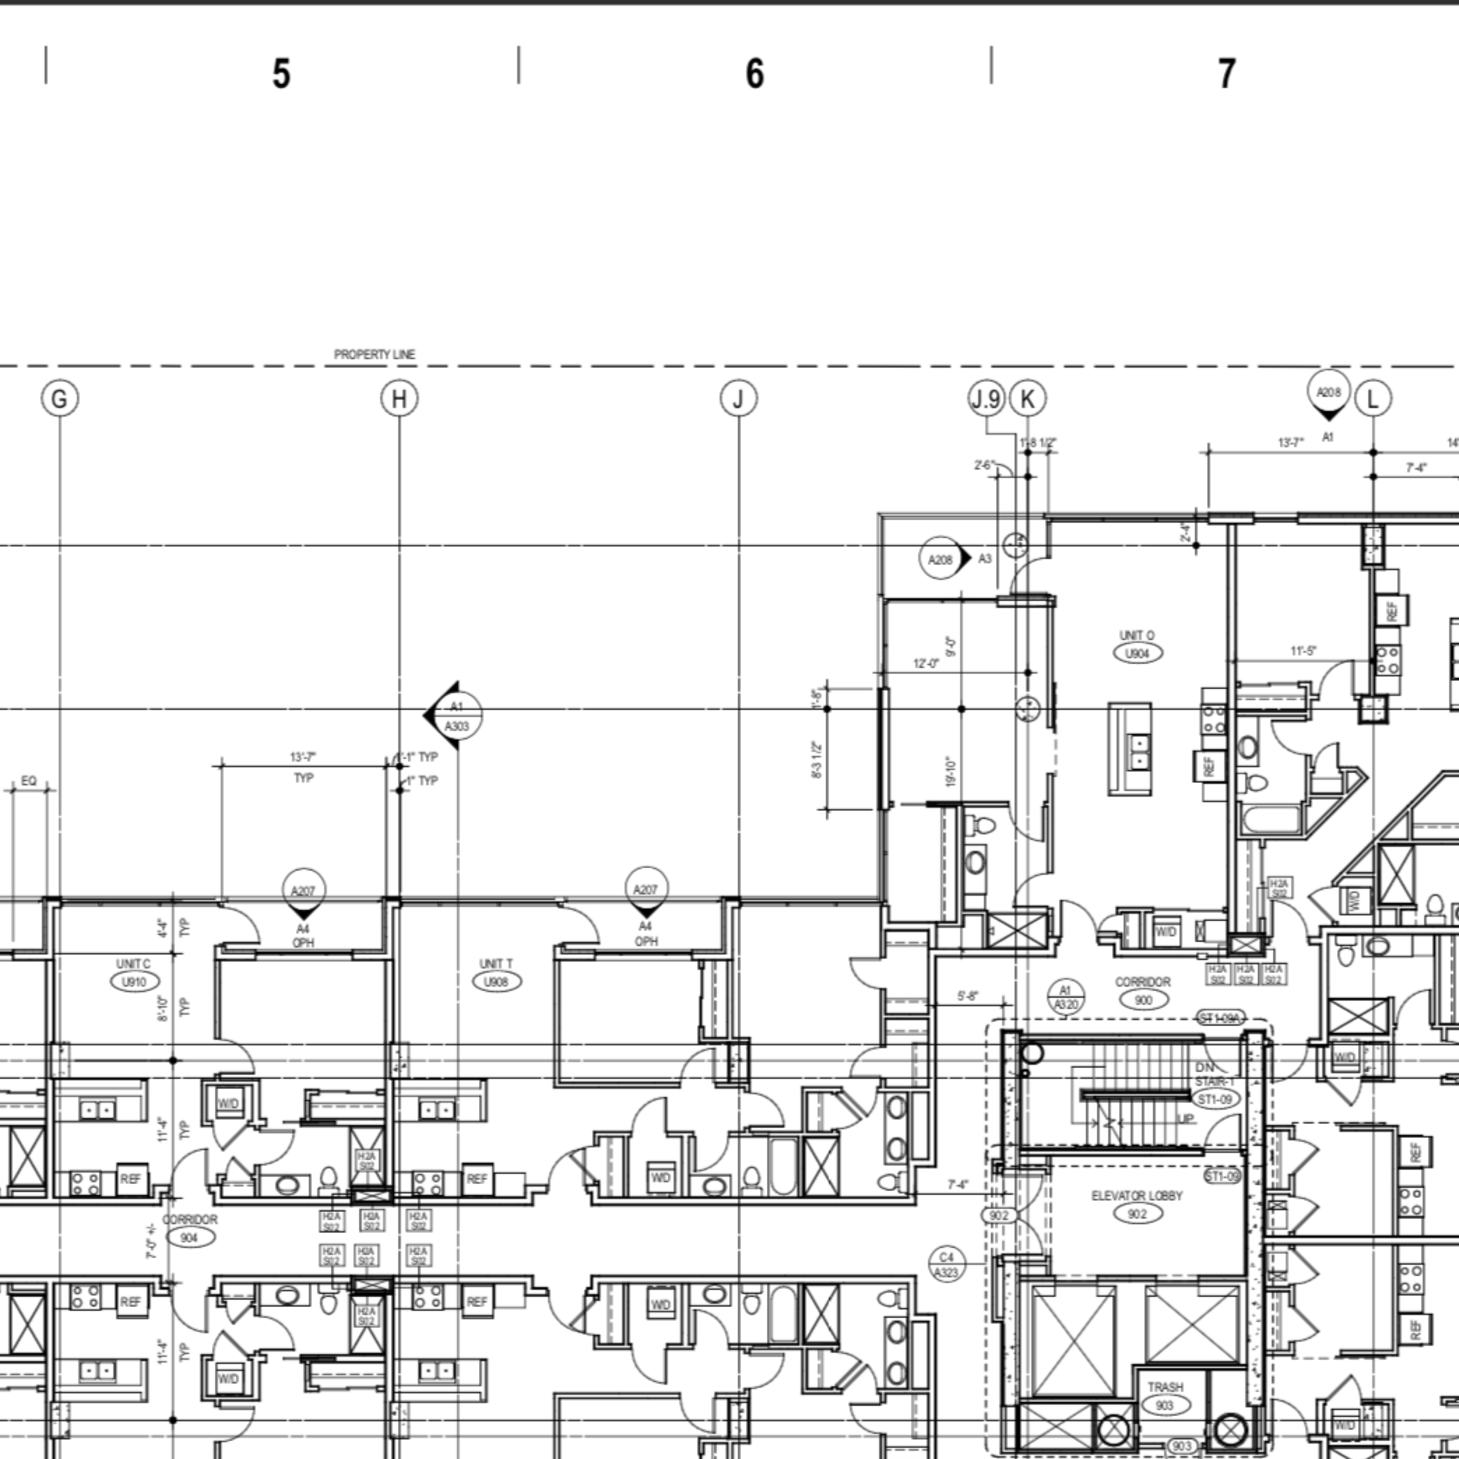 5
6
7
PROPERTY LINE
G
H
J
J.9
K
A208
L
A1
1'-8 1/2"
13'-7"
14'
2'-6"
7'-4"
A208
A3
2'-4"
REF
UNIT O
U904
9'-0"
12'-0"
11'-5"
A1
A303
1'-8"
8'-3 1/2"
19'-10"
REF
13'-7"
TYP
1'-1" TYP
1" TYP
EQ
A207
A4
OPH
A207
A4
OPH
H2A
S02
W/D
W/D
4'-4"
TYP
UNIT C
U910
UNIT T
U908
8'-10"
TYP
H2A
S02
H2A
S02
H2A
S02
CORRIDOR
900
A1
A320
5'-8"
ST1-09A
W/D
DN
STAIR-1
ST1-09
UP
W/D
11'-4"
TYP
H2A
S02
REF
REF
W/D
ST1-09
REF
7'-4"
ELEVATOR LOBBY
902
902
CORRIDOR
904
7'-0" +/-
H2A
S02
H2A
S02
H2A
S02
H2A
S02
H2A
S02
H2A
S02
C4
A323
REF
REF
W/D
H2A
S02
REF
11'-4"
TYP
W/D
TRASH
903
W/D
903